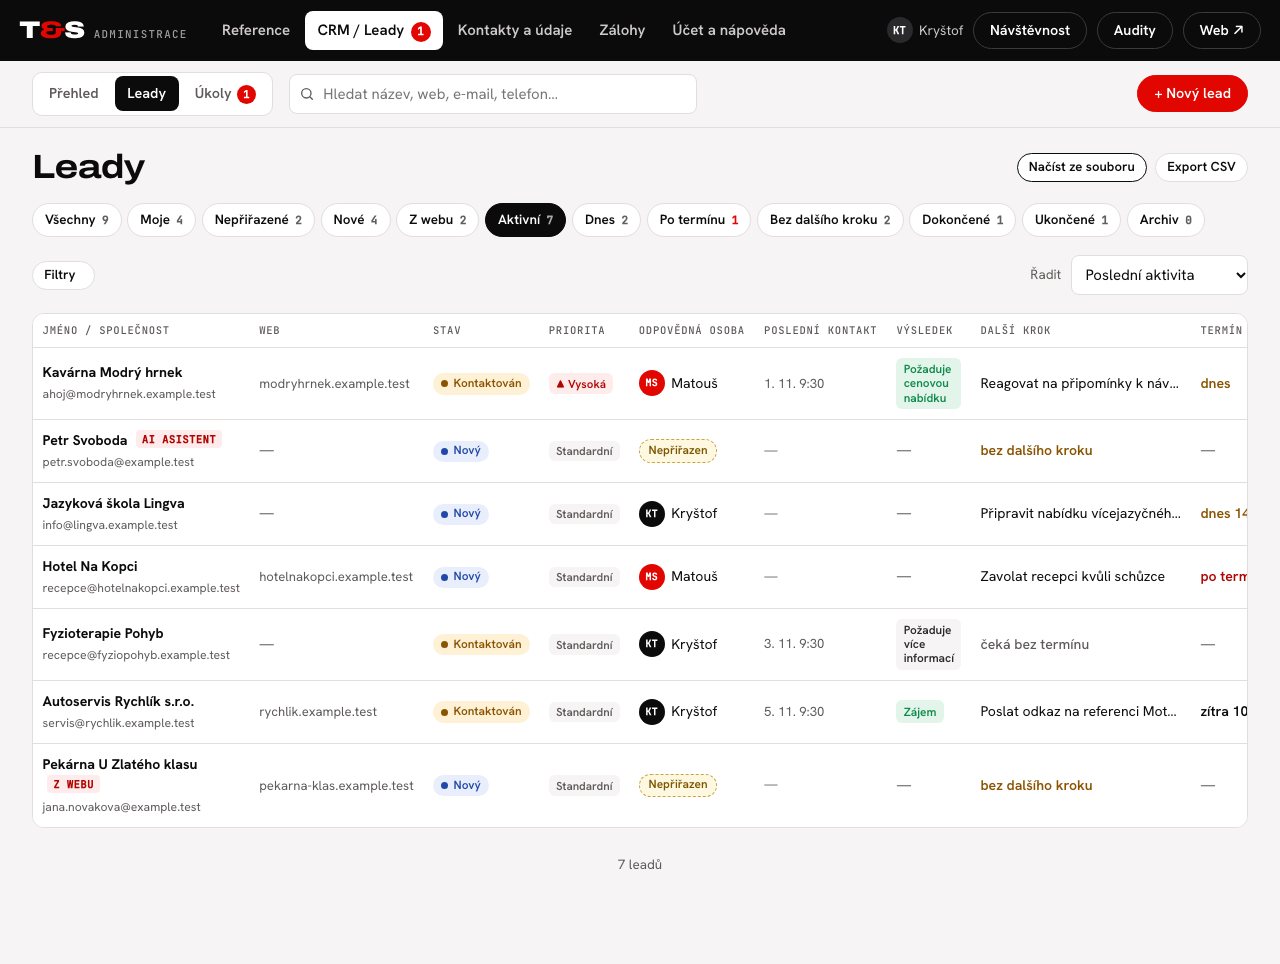 T&S ADMINISTRACE Reference CRM / Leady 1 Kontakty a údaje Zálohy Účet a nápověda KT Kryštof Návštěvnost Audity Web ↗
Přehled Leady Úkoly 1 Hledat název, web, e-mail, telefon... + Nový lead
Leady Načíst ze souboru Export CSV
Všechny 9 Moje 4 Nepřiřazené 2 Nové 4 Z webu 2 Aktivní 7 Dnes 2 Po termínu 1 Bez dalšího kroku 2 Dokončené 1 Ukončené 1 Archiv 0
Filtry Řadit Poslední aktivita
JMÉNO / SPOLEČNOST WEB STAV PRIORITA ODPOVĚDNÁ OSOBA POSLEDNÍ KONTAKT VÝSLEDEK DALŠÍ KROK TERMÍN
Kavárna Modrý hrnek
ahoj@modryhrnek.example.test
modryhrnek.example.test Kontaktován ▲ Vysoká MS Matouš 1. 11. 9:30
Požaduje
cenovou
nabídku
Reagovat na připomínky k náv... dnes
Petr Svoboda AI ASISTENT
petr.svoboda@example.test
— Nový Standardní Nepřiřazen — — bez dalšího kroku —
Jazyková škola Lingva
info@lingva.example.test
— Nový Standardní KT Kryštof — — Připravit nabídku vícejazyčnéh... dnes 14
Hotel Na Kopci
recepce@hotelnakopci.example.test
hotelnakopci.example.test Nový Standardní MS Matouš — — Zavolat recepci kvůli schůzce po term
Fyzioterapie Pohyb
recepce@fyziopohyb.example.test
— Kontaktován Standardní KT Kryštof 3. 11. 9:30
Požaduje
více
informací
čeká bez termínu —
Autoservis Rychlík s.r.o.
servis@rychlik.example.test
rychlik.example.test Kontaktován Standardní KT Kryštof 5. 11. 9:30 Zájem Poslat odkaz na referenci Mot... zítra 10
Pekárna U Zlatého klasu
Z WEBU
jana.novakova@example.test
pekarna-klas.example.test Nový Standardní Nepřiřazen — — bez dalšího kroku —
7 leadů